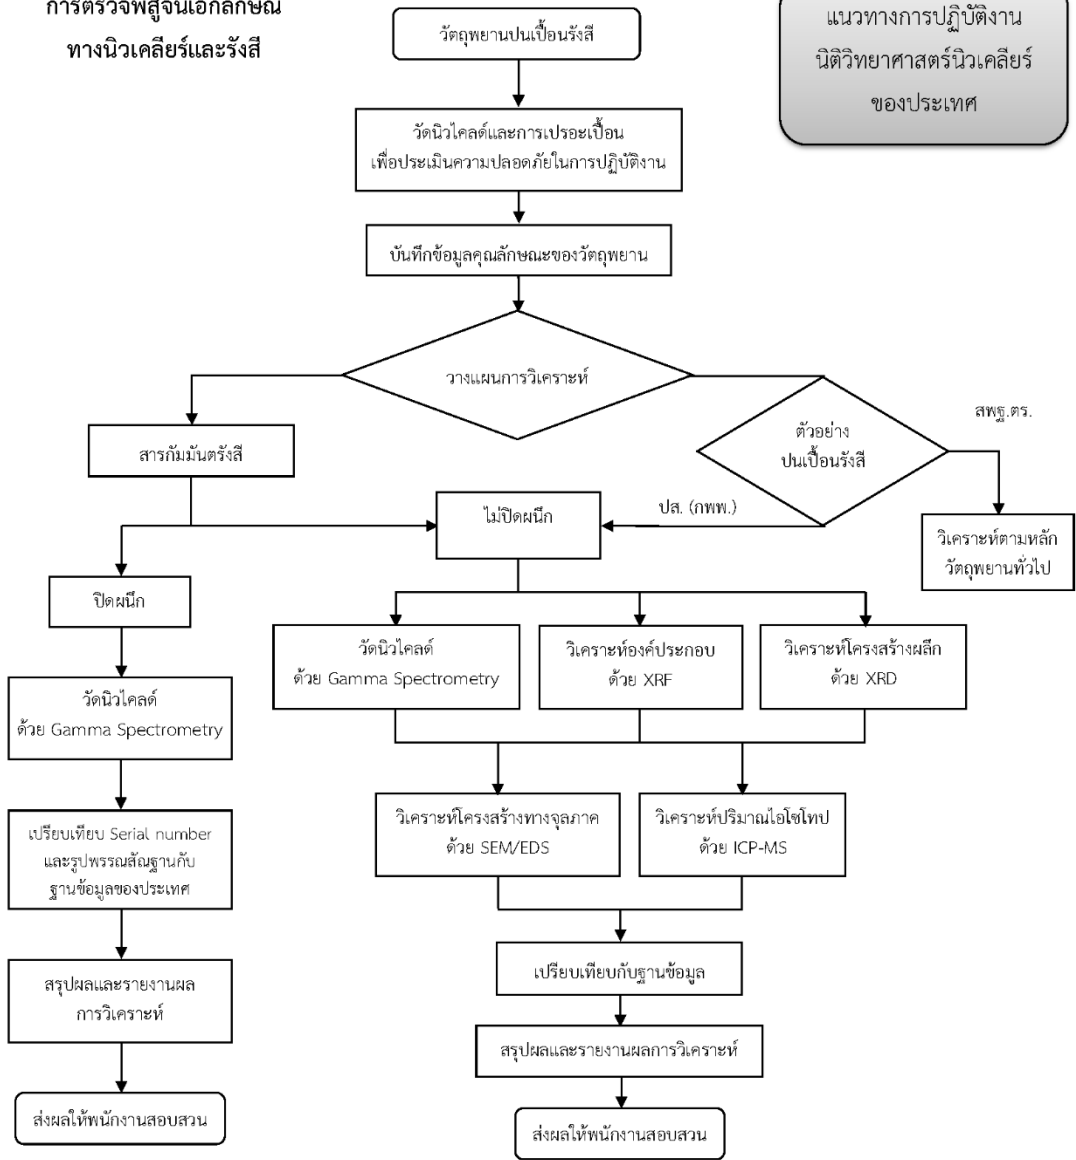 การตรวจพิสูจน์เอกลักษณ์
ทางนิวเคลียร์และรังสี
แนวทางการปฏิบัติงาน
นิติวิทยาศาสตร์นิวเคลียร์
ของประเทศ
วัตถุพยานปนเปื้อนรังสี
วัดนิวไคลด์และการเปรอะเปื้อน
เพื่อประเมินความปลอดภัยในการปฏิบัติงาน
บันทึกข้อมูลคุณลักษณะของวัตถุพยาน
วางแผนการวิเคราะห์
สารกัมมันตรังสี
ตัวอย่าง
ปนเปื้อนรังสี
สพฐ.ตร.
ไม่ปิดผนึก
ปส. (กพพ.)
วิเคราะห์ตามหลัก
วัตถุพยานทั่วไป
ปิดผนึก
วัดนิวไคลด์
ด้วย Gamma Spectrometry
วิเคราะห์องค์ประกอบ
ด้วย XRF
วิเคราะห์โครงสร้างผลึก
ด้วย XRD
วัดนิวไคลด์
ด้วย Gamma Spectrometry
เปรียบเทียบ Serial number
และรูปพรรณสัณฐานกับ
ฐานข้อมูลของประเทศ
วิเคราะห์โครงสร้างทางจุลภาค
ด้วย SEM/EDS
วิเคราะห์ปริมาณไอโซโทป
ด้วย ICP-MS
เปรียบเทียบกับฐานข้อมูล
สรุปผลและรายงานผล
การวิเคราะห์
สรุปผลและรายงานผลการวิเคราะห์
ส่งผลให้พนักงานสอบสวน
ส่งผลให้พนักงานสอบสวน